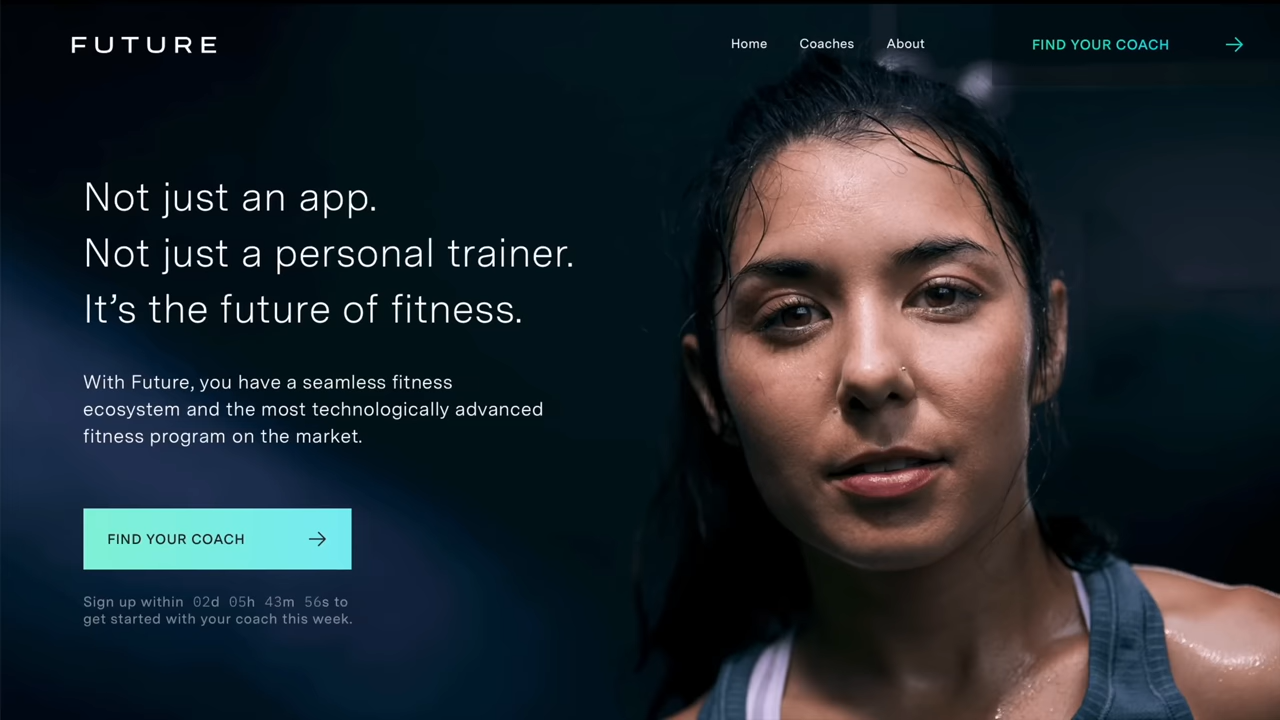 FUTURE
Home
Coaches
About
FIND YOUR COACH
Not just an app.
Not just a personal trainer.
It’s the future of fitness.
With Future, you have a seamless fitness
ecosystem and the most technologically advanced
fitness program on the market.
FIND YOUR COACH
Sign up within 02d 05h 43m 56s to
get started with your coach this week.